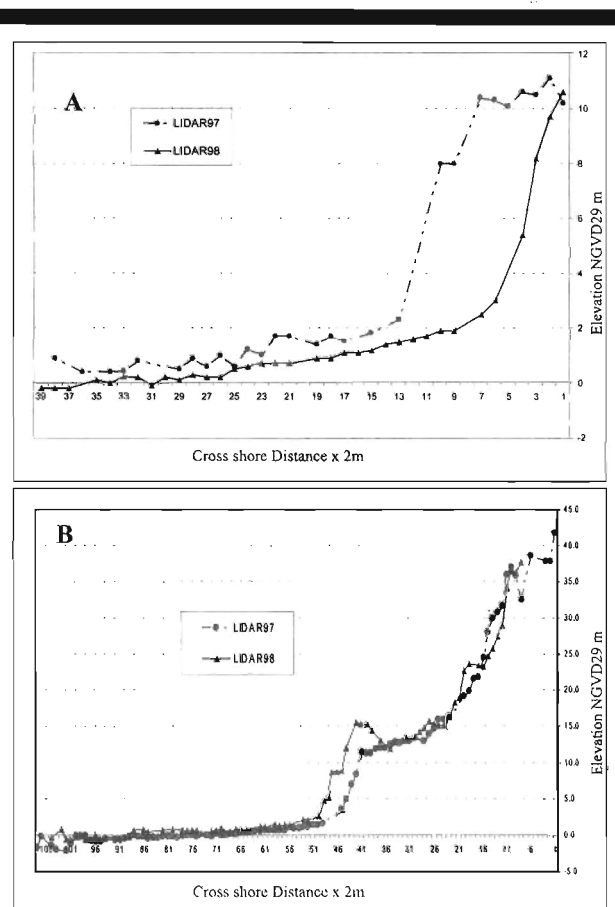 A
LIDAR97
LIDAR98
12
10
8
6
4
2
0
-2
Elevation NGVD29 m
39 37 35 33 31 29 27 25 23 21 19 17 15 13 11 9 7 5 3 1
Cross shore Distance x 2m
B
LIDAR97
LIDAR98
45.0
40.0
35.0
30.0
25.0
20.0
15.0
10.0
5.0
0.0
-5.0
Elevation NGVD29 m
101 96 91 86 81 76 71 66 61 56 51 46 41 36 31 26 21 16
Cross shore Distance x 2m